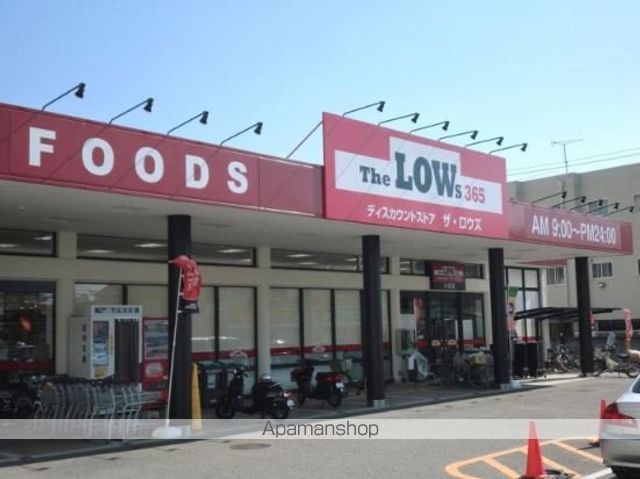 FOODS
The LOWs 365
ディスカウントストア ザ・ロウズ
AM 9:00~PM24:00
Apamanshop